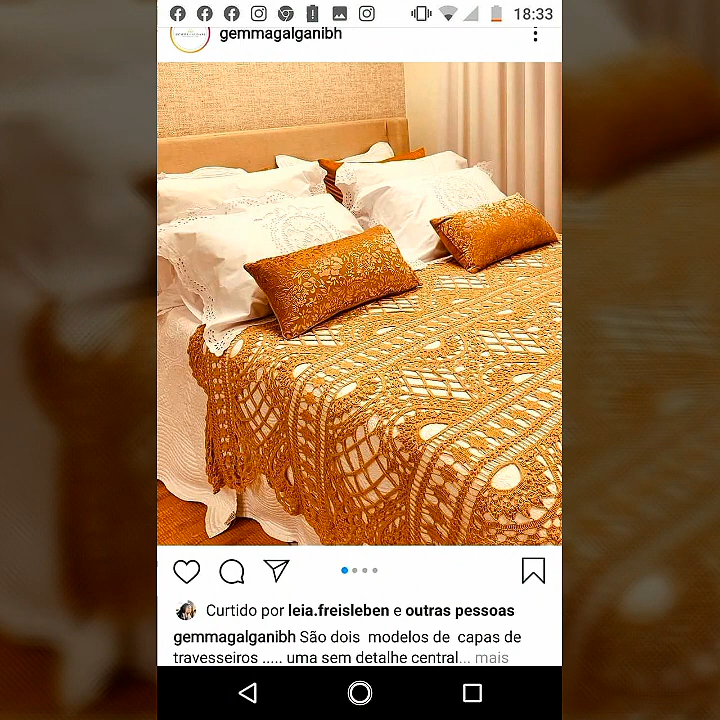 18:33
gemmagalganibh
Curtido por leia.freisleben e outras pessoas
gemmagalganibh São dois modelos de capas de
travesseiros ..... uma sem detalhe central... mais